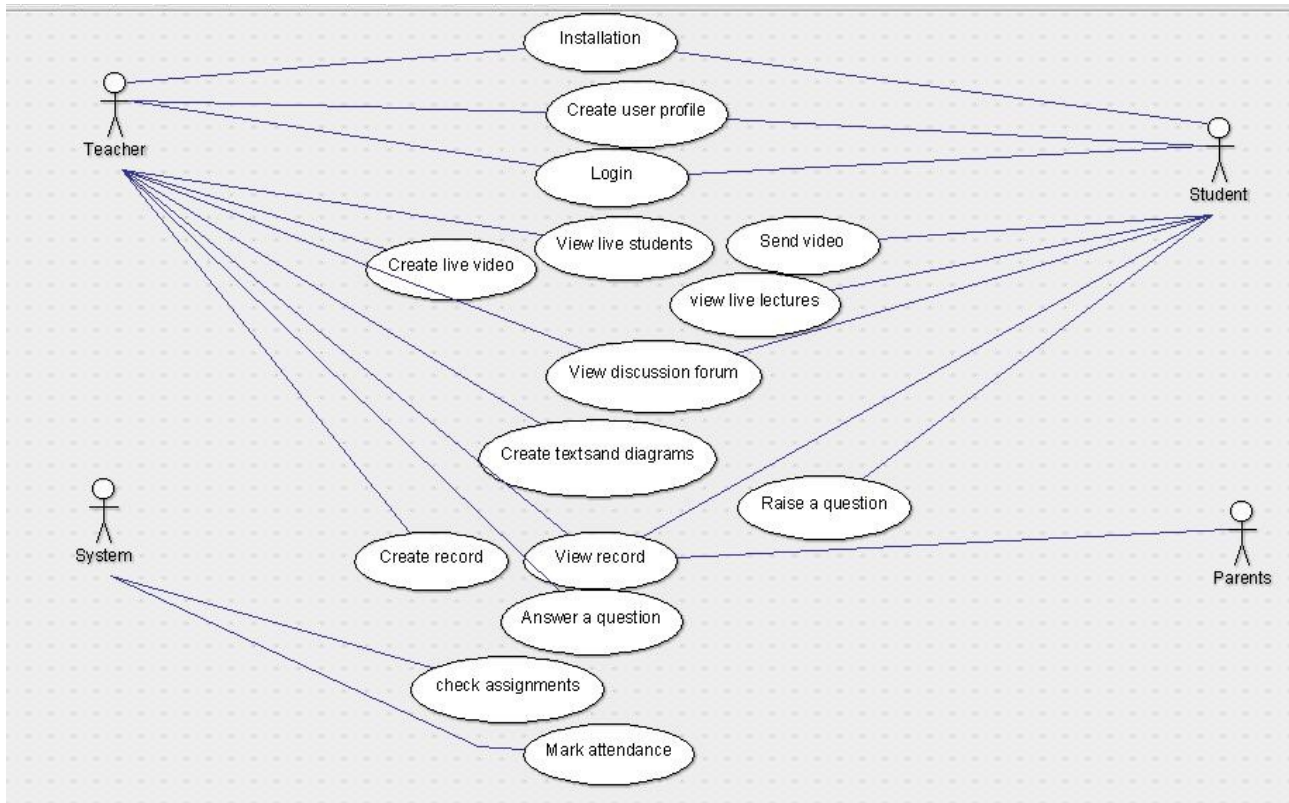 Installation
Create user profile
Teacher
Login
Student
View live students
Send video
Create live video
view live lectures
View discussion forum
Create textsand diagrams
Raise a question
System
Create record
View record
Parents
Answer a question
check assignments
Mark attendance